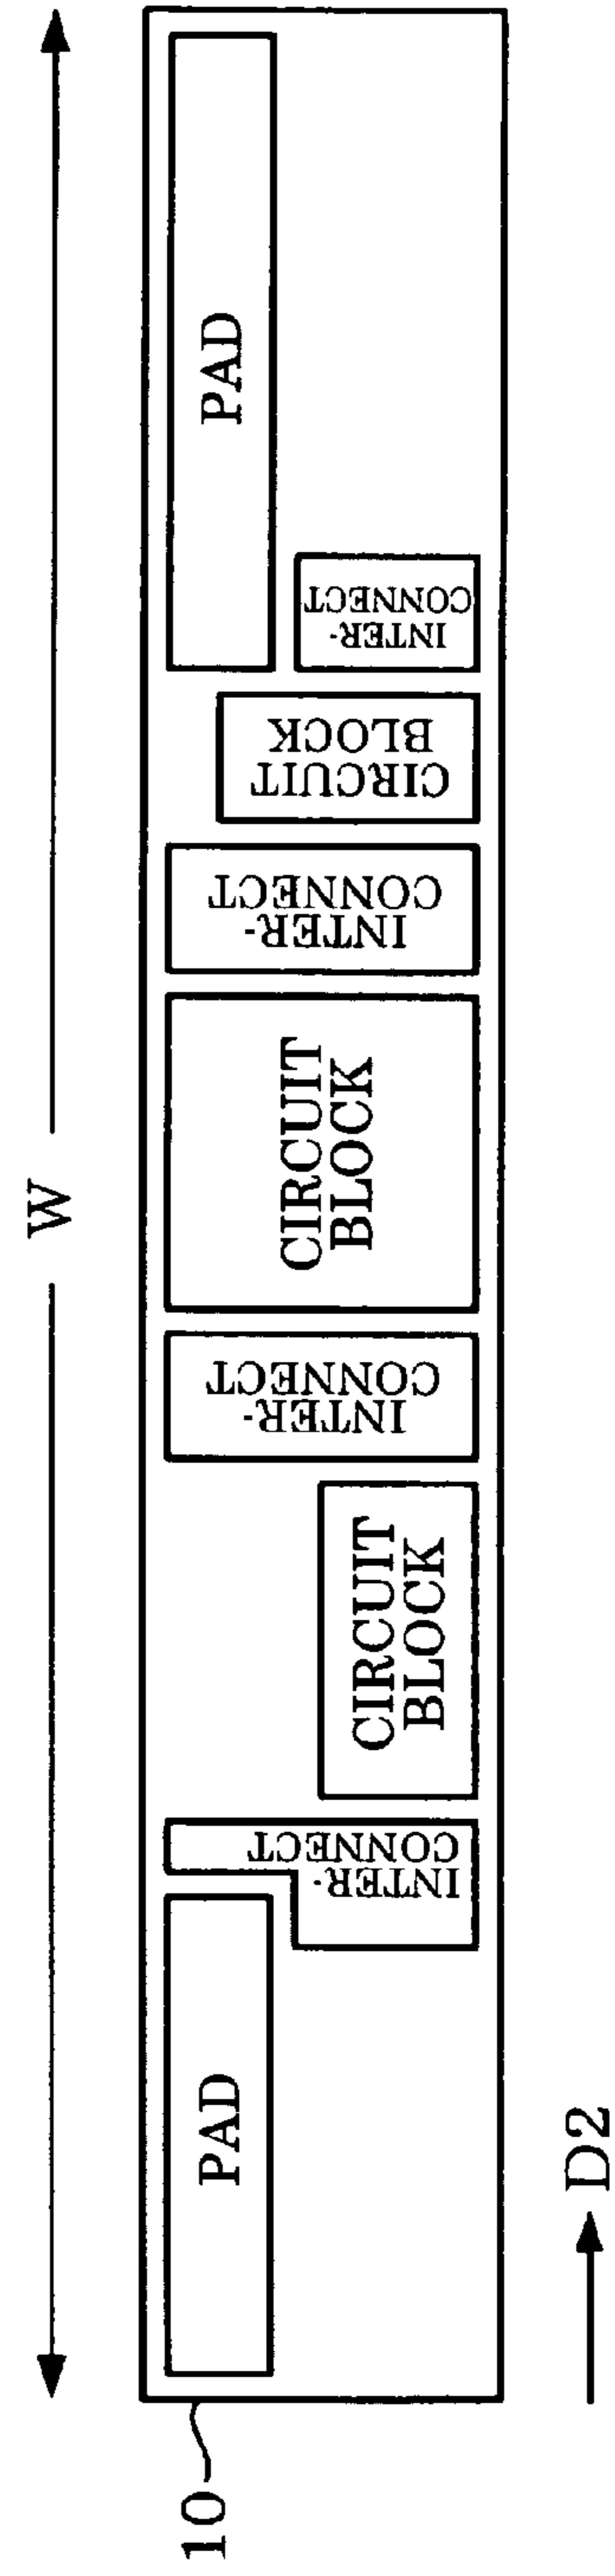 W
PAD
INTER-
CONNECT
CIRCUIT
BLOCK
INTER-
CONNECT
CIRCUIT
BLOCK
INTER-
CONNECT
CIRCUIT
BLOCK
INTER-
CONNECT
PAD
10
D2